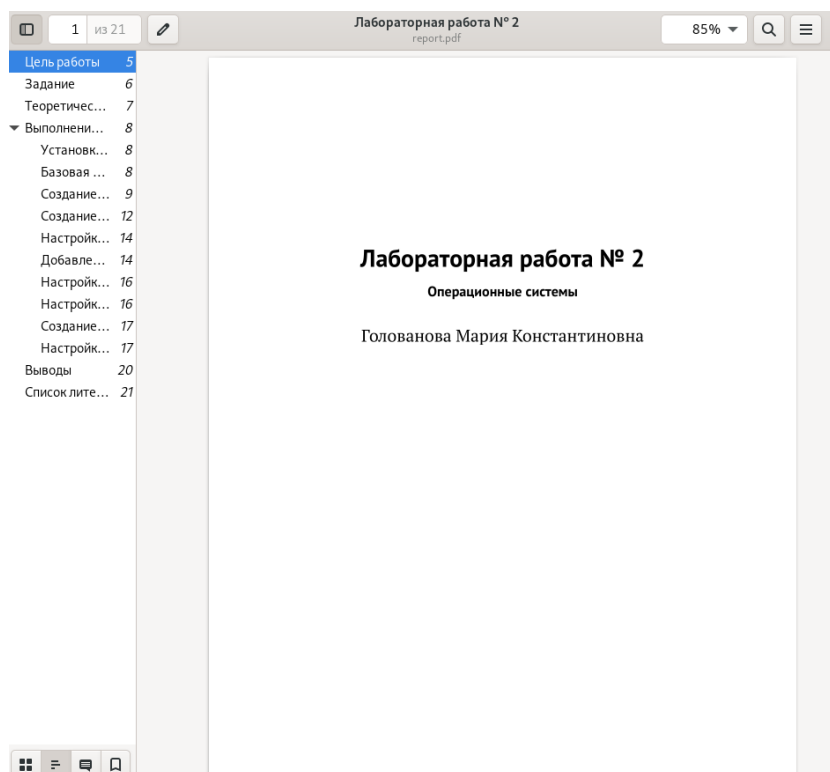 1 из 21
Лабораторная работа № 2
report.pdf
85%
Цель работы 5
Задание 6
Теоретичес… 7
Выполнени… 8
Установк… 8
Базовая … 8
Создание… 9
Создание… 12
Настройк… 14
Добавле… 14
Настройк… 16
Настройк… 16
Создание… 17
Настройк… 17
Выводы 20
Список лите… 21
Лабораторная работа № 2
Операционные системы
Голованова Мария Константиновна